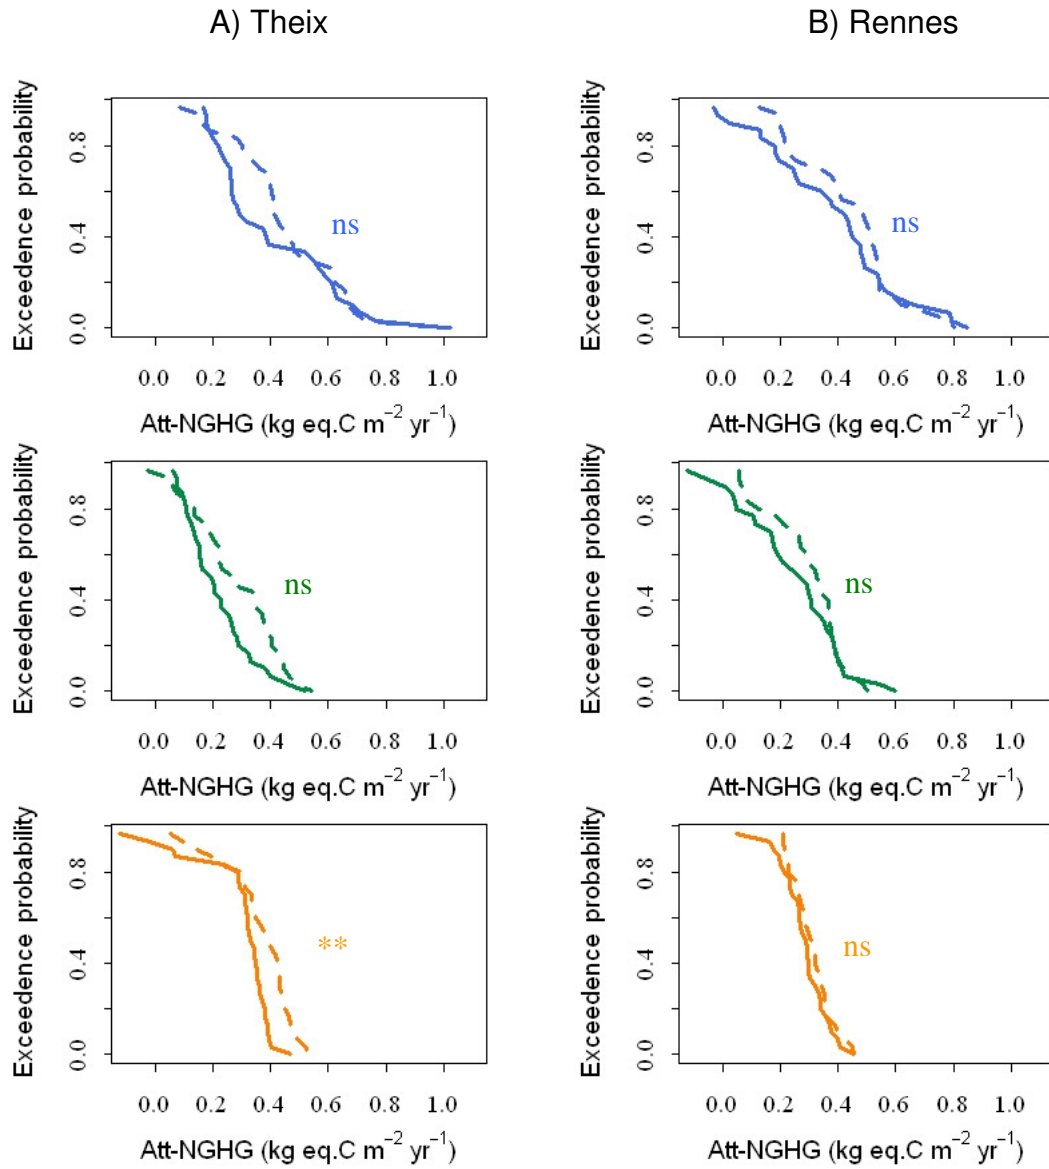 A) Theix
B) Rennes
Exceedence probability
0.0 0.4 0.8
ns
0.0 0.2 0.4 0.6 0.8 1.0
Att-NGHG (kg eq.C m⁻² yr⁻¹)
Exceedence probability
0.0 0.4 0.8
ns
0.0 0.2 0.4 0.6 0.8 1.0
Att-NGHG (kg eq.C m⁻² yr⁻¹)
Exceedence probability
0.0 0.4 0.8
ns
0.0 0.2 0.4 0.6 0.8 1.0
Att-NGHG (kg eq.C m⁻² yr⁻¹)
Exceedence probability
0.0 0.4 0.8
ns
0.0 0.2 0.4 0.6 0.8 1.0
Att-NGHG (kg eq.C m⁻² yr⁻¹)
Exceedence probability
0.0 0.4 0.8
**
0.0 0.2 0.4 0.6 0.8 1.0
Att-NGHG (kg eq.C m⁻² yr⁻¹)
Exceedence probability
0.0 0.4 0.8
ns
0.0 0.2 0.4 0.6 0.8 1.0
Att-NGHG (kg eq.C m⁻² yr⁻¹)